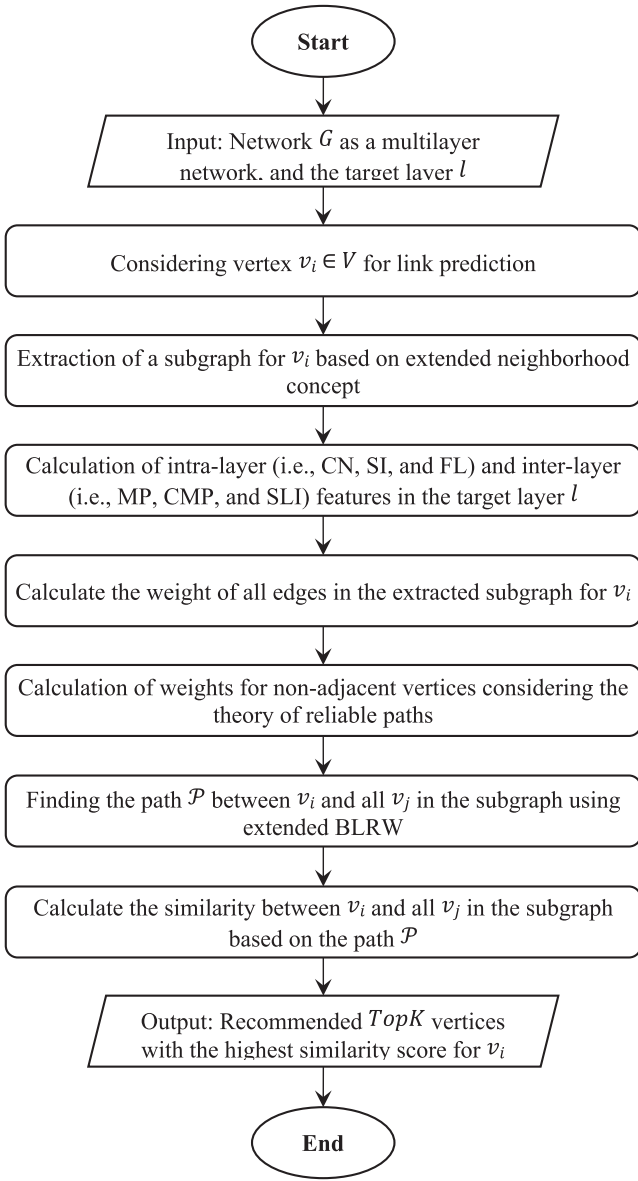 Start
Input: Network G as a multilayer
network, and the target layer l
Considering vertex v_i ∈ V for link prediction
Extraction of a subgraph for v_i based on extended neighborhood
concept
Calculation of intra-layer (i.e., CN, SI, and FL) and inter-layer
(i.e., MP, CMP, and SLI) features in the target layer l
Calculate the weight of all edges in the extracted subgraph for v_i
Calculation of weights for non-adjacent vertices considering the
theory of reliable paths
Finding the path 𝒫 between v_i and all v_j in the subgraph using
extended BLRW
Calculate the similarity between v_i and all v_j in the subgraph
based on the path 𝒫
Output: Recommended TopK vertices
with the highest similarity score for v_i
End